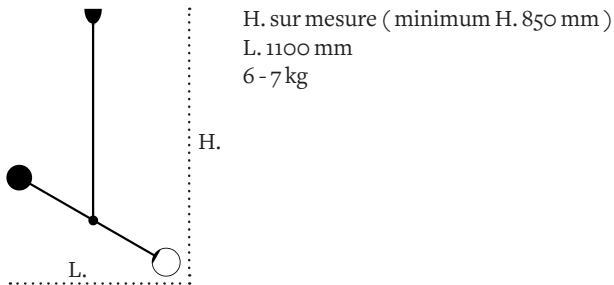 H. sur mesure ( minimum H. 850 mm )
L. 1100 mm
6 - 7 kg
H.
L.